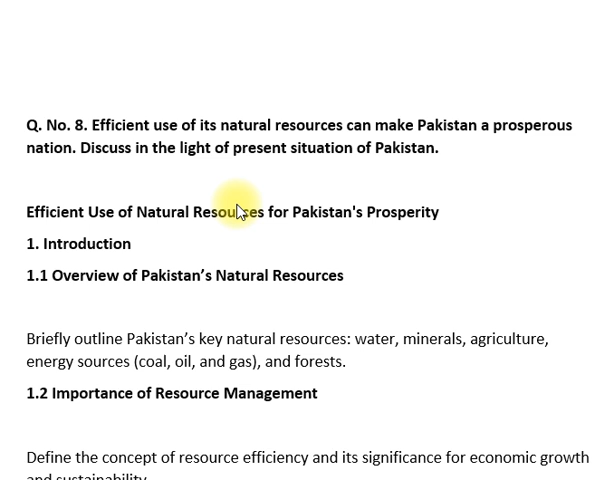 Q. No. 8. Efficient use of its natural resources can make Pakistan a prosperous
nation. Discuss in the light of present situation of Pakistan.
Efficient Use of Natural Resources for Pakistan's Prosperity
1. Introduction
1.1 Overview of Pakistan’s Natural Resources
Briefly outline Pakistan’s key natural resources: water, minerals, agriculture,
energy sources (coal, oil, and gas), and forests.
1.2 Importance of Resource Management
Define the concept of resource efficiency and its significance for economic growth
and sustainability.